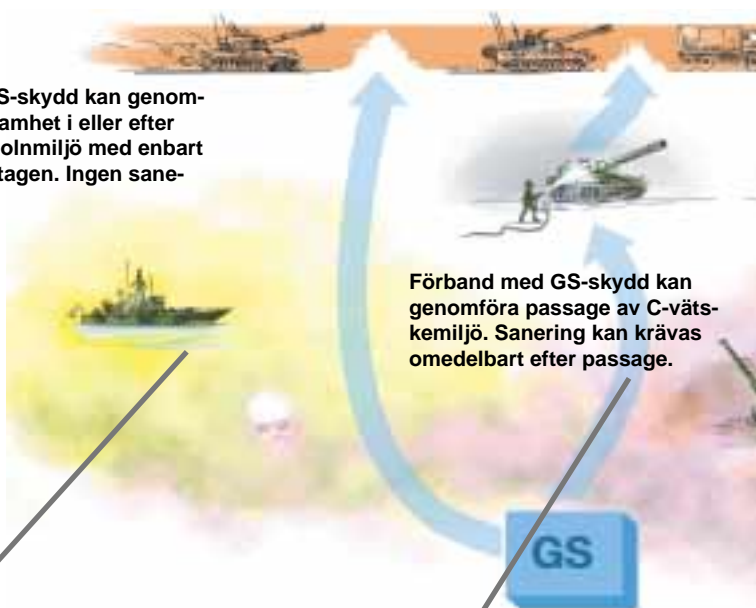 S-skydd kan genom-
amhet i eller efter
olnmiljö med enbart
tagen. Ingen sane-
Förband med GS-skydd kan
genomföra passage av C-väts-
kemiljö. Sanering kan krävas
omedelbart efter passage.
GS